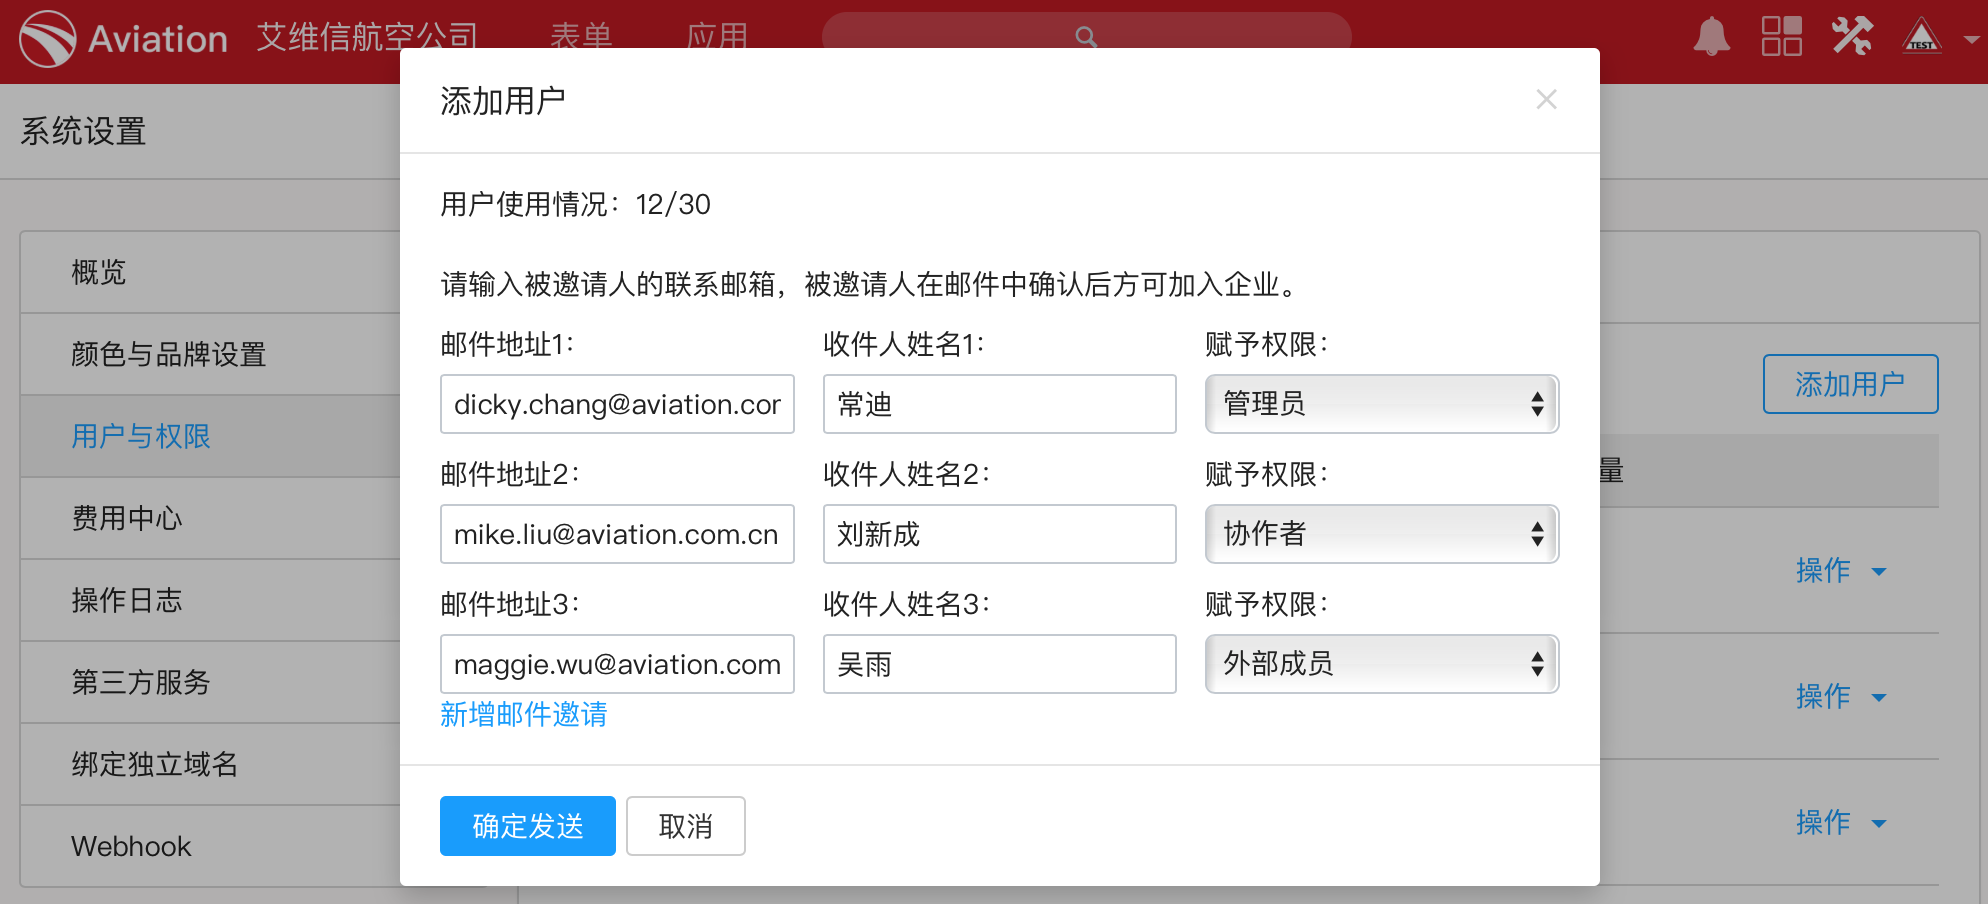 Aviation 艾维信航空公司 表单 应用
TEST
系统设置
添加用户
用户使用情况：12/30
请输入被邀请人的联系邮箱，被邀请人在邮件中确认后方可加入企业。
邮件地址1： 收件人姓名1： 赋予权限：
dicky.chang@aviation.cor 常迪 管理员
邮件地址2： 收件人姓名2： 赋予权限：
mike.liu@aviation.com.cn 刘新成 协作者
邮件地址3： 收件人姓名3： 赋予权限：
maggie.wu@aviation.com 吴雨 外部成员
新增邮件邀请
确定发送 取消
概览
颜色与品牌设置
用户与权限
费用中心
操作日志
第三方服务
绑定独立域名
Webhook
添加用户
量
操作
操作
操作